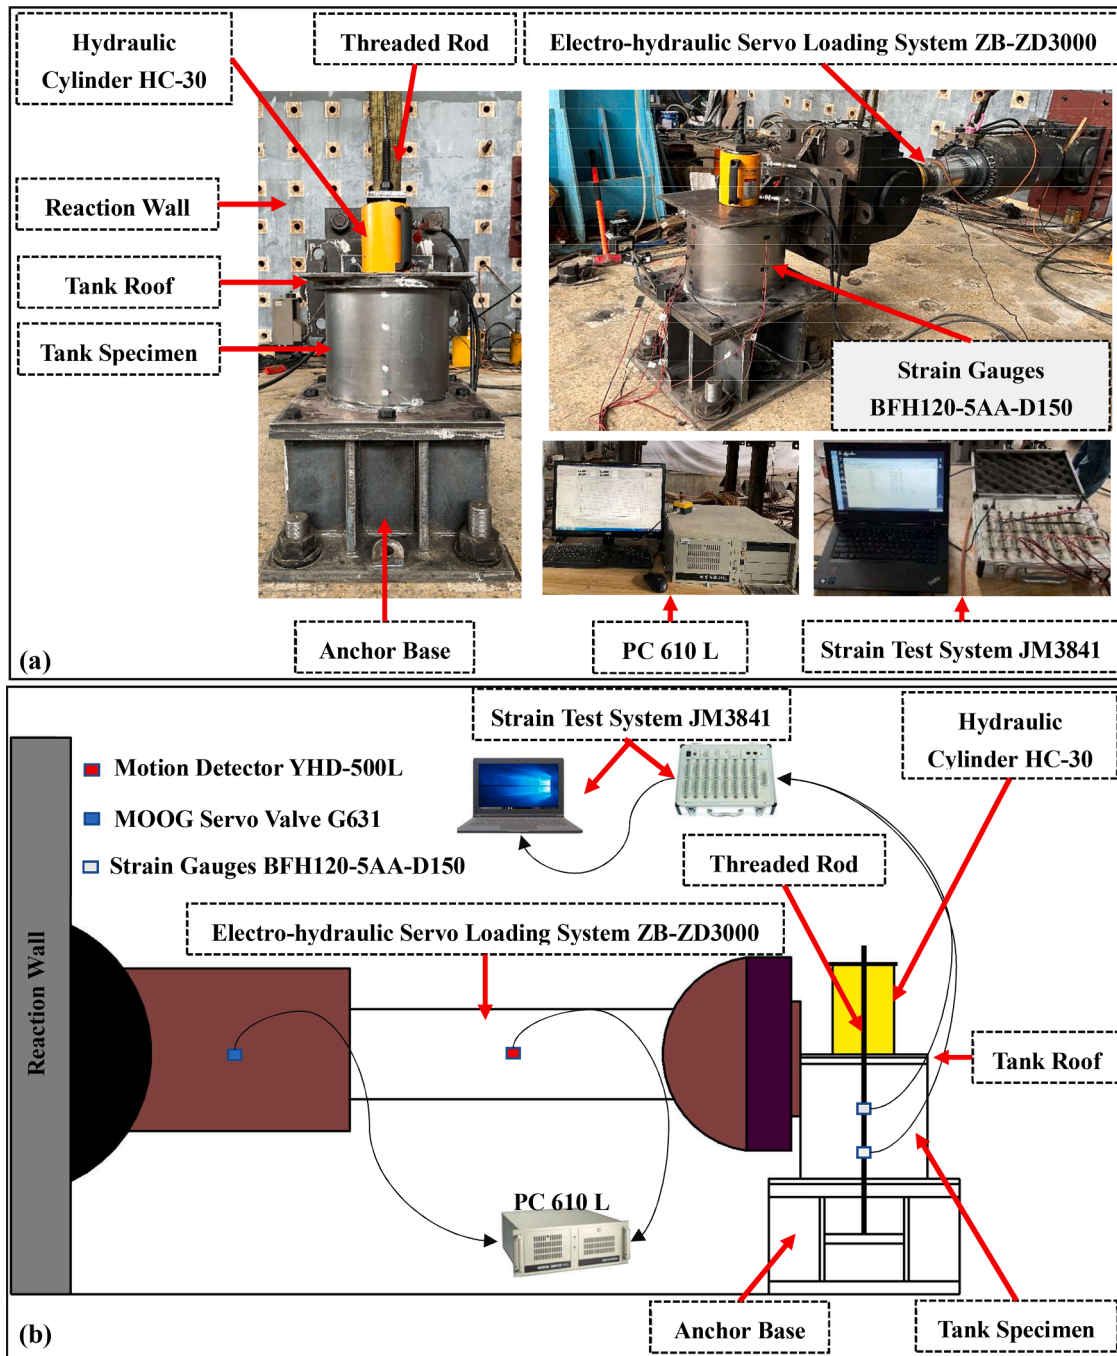 Hydraulic
Cylinder HC-30
Threaded Rod
Electro-hydraulic Servo Loading System ZB-ZD3000
Reaction Wall
Tank Roof
Tank Specimen
Strain Gauges
BFH120-5AA-D150
Anchor Base
PC 610 L
Strain Test System JM3841
(a)
Strain Test System JM3841
Hydraulic
Cylinder HC-30
Motion Detector YHD-500L
MOOG Servo Valve G631
Strain Gauges BFH120-5AA-D150
Threaded Rod
Electro-hydraulic Servo Loading System ZB-ZD3000
Reaction Wall
Tank Roof
PC 610 L
Anchor Base
Tank Specimen
(b)